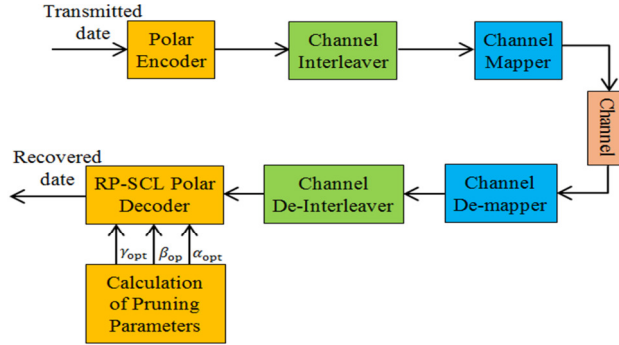 Transmitted
date
Polar
Encoder
Channel
Interleaver
Channel
Mapper
Channel
Recovered
date
RP-SCL Polar
Decoder
Channel
De-Interleaver
Channel
De-mapper
γopt
βop
αopt
Calculation
of Pruning
Parameters